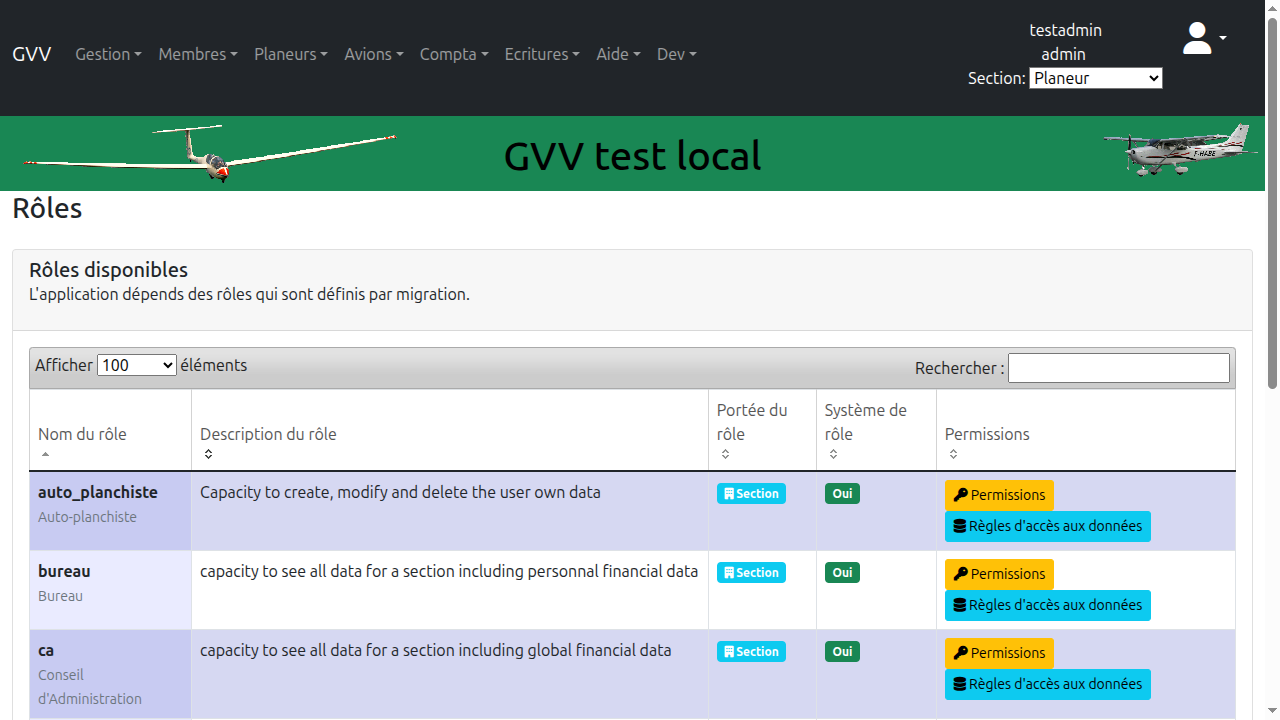 GVV Gestion Membres Planeurs Avions Compta Ecritures Aide Dev
testadmin
admin
Section: Planeur
GVV test local
F-HABE
Rôles
Rôles disponibles
L'application dépends des rôles qui sont définis par migration.
Afficher 100 éléments Rechercher :
Nom du rôle Description du rôle Portée du rôle Système de rôle Permissions
auto_planchiste Capacity to create, modify and delete the user own data Section Oui Permissions
Auto-planchiste Règles d'accès aux données
bureau capacity to see all data for a section including personnal financial data Section Oui Permissions
Bureau Règles d'accès aux données
ca capacity to see all data for a section including global financial data Section Oui Permissions
Conseil Règles d'accès aux données
d'Administration